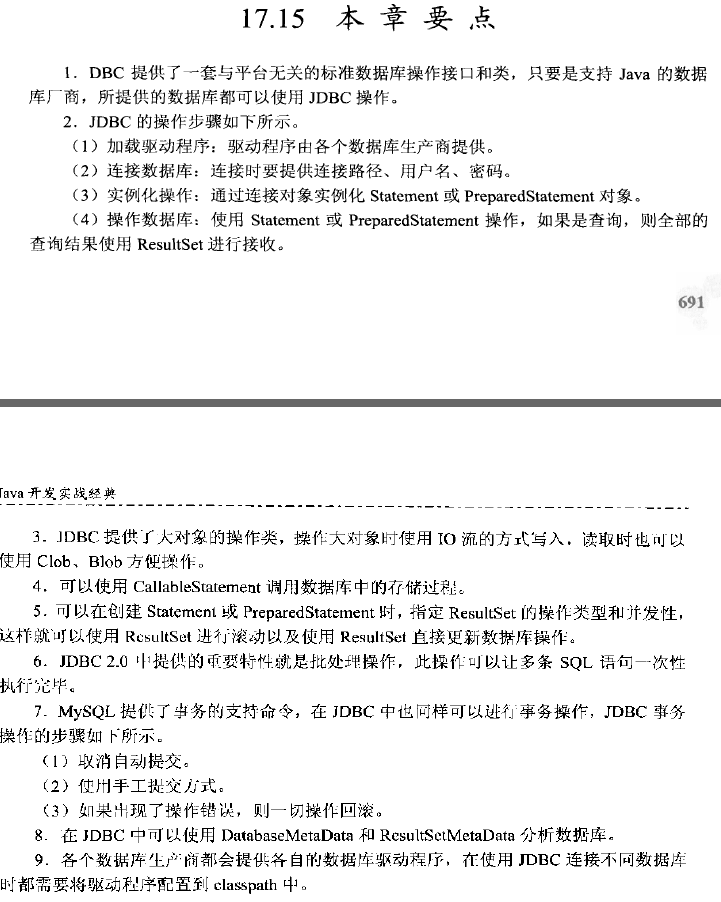 17.15 本章要点
1．DBC 提供了一套与平台无关的标准数据库操作接口和类，只要是支持 Java 的数据
库厂商，所提供的数据库都可以使用 JDBC 操作。
2．JDBC 的操作步骤如下所示。
（1）加载驱动程序：驱动程序由各个数据库生产商提供。
（2）连接数据库：连接时要提供连接路径、用户名、密码。
（3）实例化操作：通过连接对象实例化 Statement 或 PreparedStatement 对象。
（4）操作数据库：使用 Statement 或 PreparedStatement 操作，如果是查询，则全部的
查询结果使用 ResultSet 进行接收。
691
Java 开发实战经典
3．JDBC 提供了大对象的操作类，操作大对象时使用 IO 流的方式写入，读取时也可以
使用 Clob、Blob 方便操作。
4．可以使用 CallableStatement 调用数据库中的存储过程。
5．可以在创建 Statement 或 PreparedStatement 时，指定 ResultSet 的操作类型和并发性，
这样就可以使用 ResultSet 进行滚动以及使用 ResultSet 直接更新数据库操作。
6．JDBC 2.0 中提供的重要特性就是批处理操作，此操作可以让多条 SQL 语句一次性
执行完毕。
7．MySQL 提供了事务的支持命令，在 JDBC 中也同样可以进行事务操作，JDBC 事务
操作的步骤如下所示。
（1）取消自动提交。
（2）使用手工提交方式。
（3）如果出现了操作错误，则一切操作回滚。
8．在 JDBC 中可以使用 DatabaseMetaData 和 ResultSetMetaData 分析数据库。
9．各个数据库生产商都会提供各自的数据库驱动程序，在使用 JDBC 连接不同数据库
时都需要将驱动程序配置到 classpath 中。